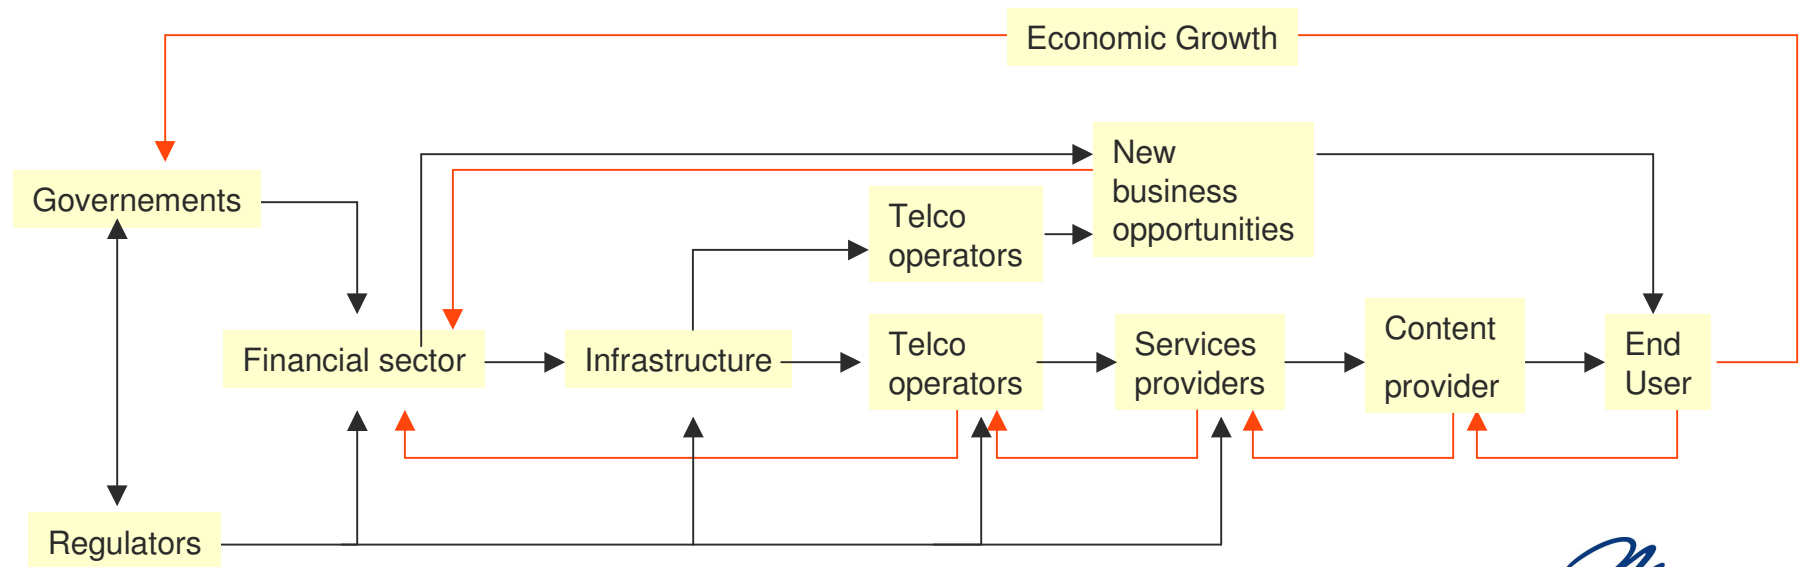 Economic Growth
New
business
opportunities
Governements
Telco
operators
Financial sector
Infrastructure
Telco
operators
Services
providers
Content
provider
End
User
Regulators